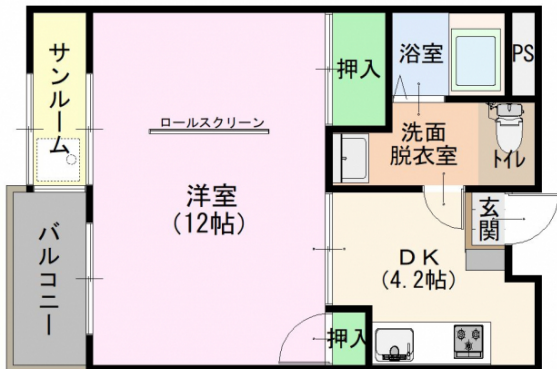 サンルーム
ロールスクリーン
押入
浴室
PS
洗面
脱衣室
トイレ
洋室
(12帖)
玄関
バルコニー
DK
(4.2帖)
押入